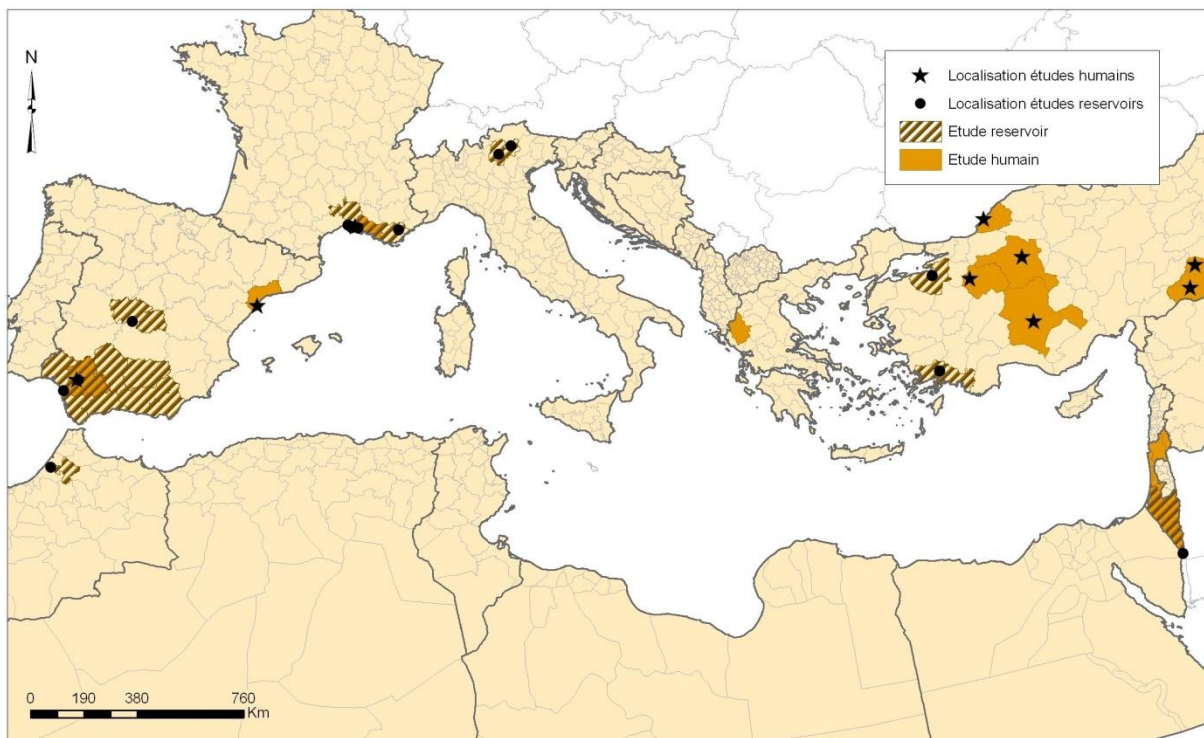 N
Localisation études humains
Localisation études reservoirs
Etude reservoir
Etude humain
0 190 380 760
Km